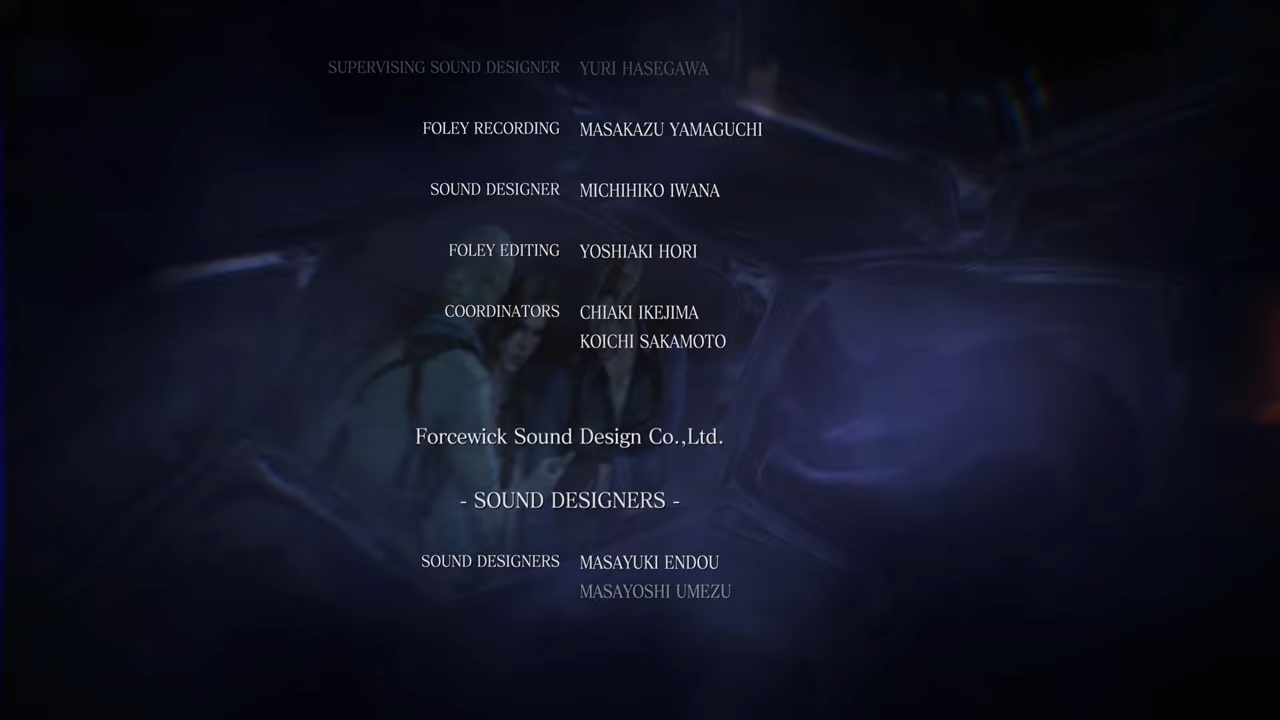 SUPERVISING SOUND DESIGNER YURI HASEGAWA
FOLEY RECORDING MASAKAZU YAMAGUCHI
SOUND DESIGNER MICHIHIKO IWANA
FOLEY EDITING YOSHIAKI HORI
COORDINATORS CHIAKI IKEJIMA
KOICHI SAKAMOTO
Forcewick Sound Design Co.,Ltd.
- SOUND DESIGNERS -
SOUND DESIGNERS MASAYUKI ENDOU
MASAYOSHI UMEZU